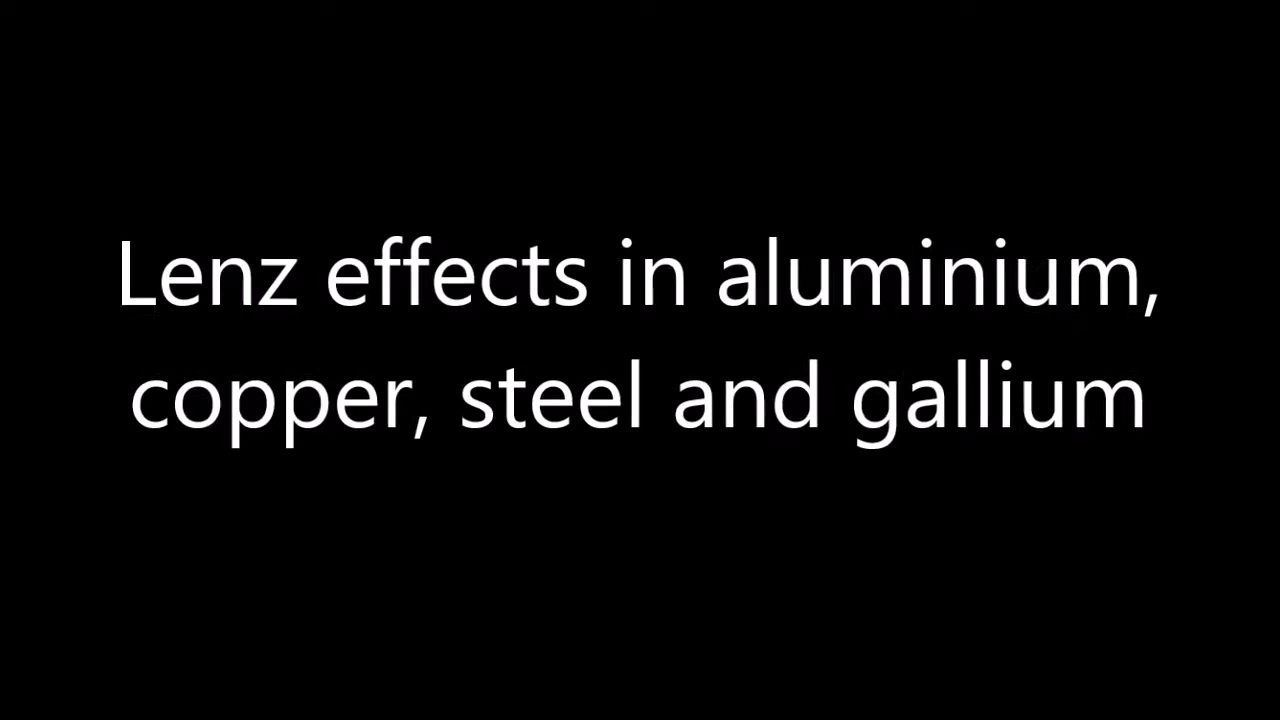 Lenz effects in aluminium,
copper, steel and gallium